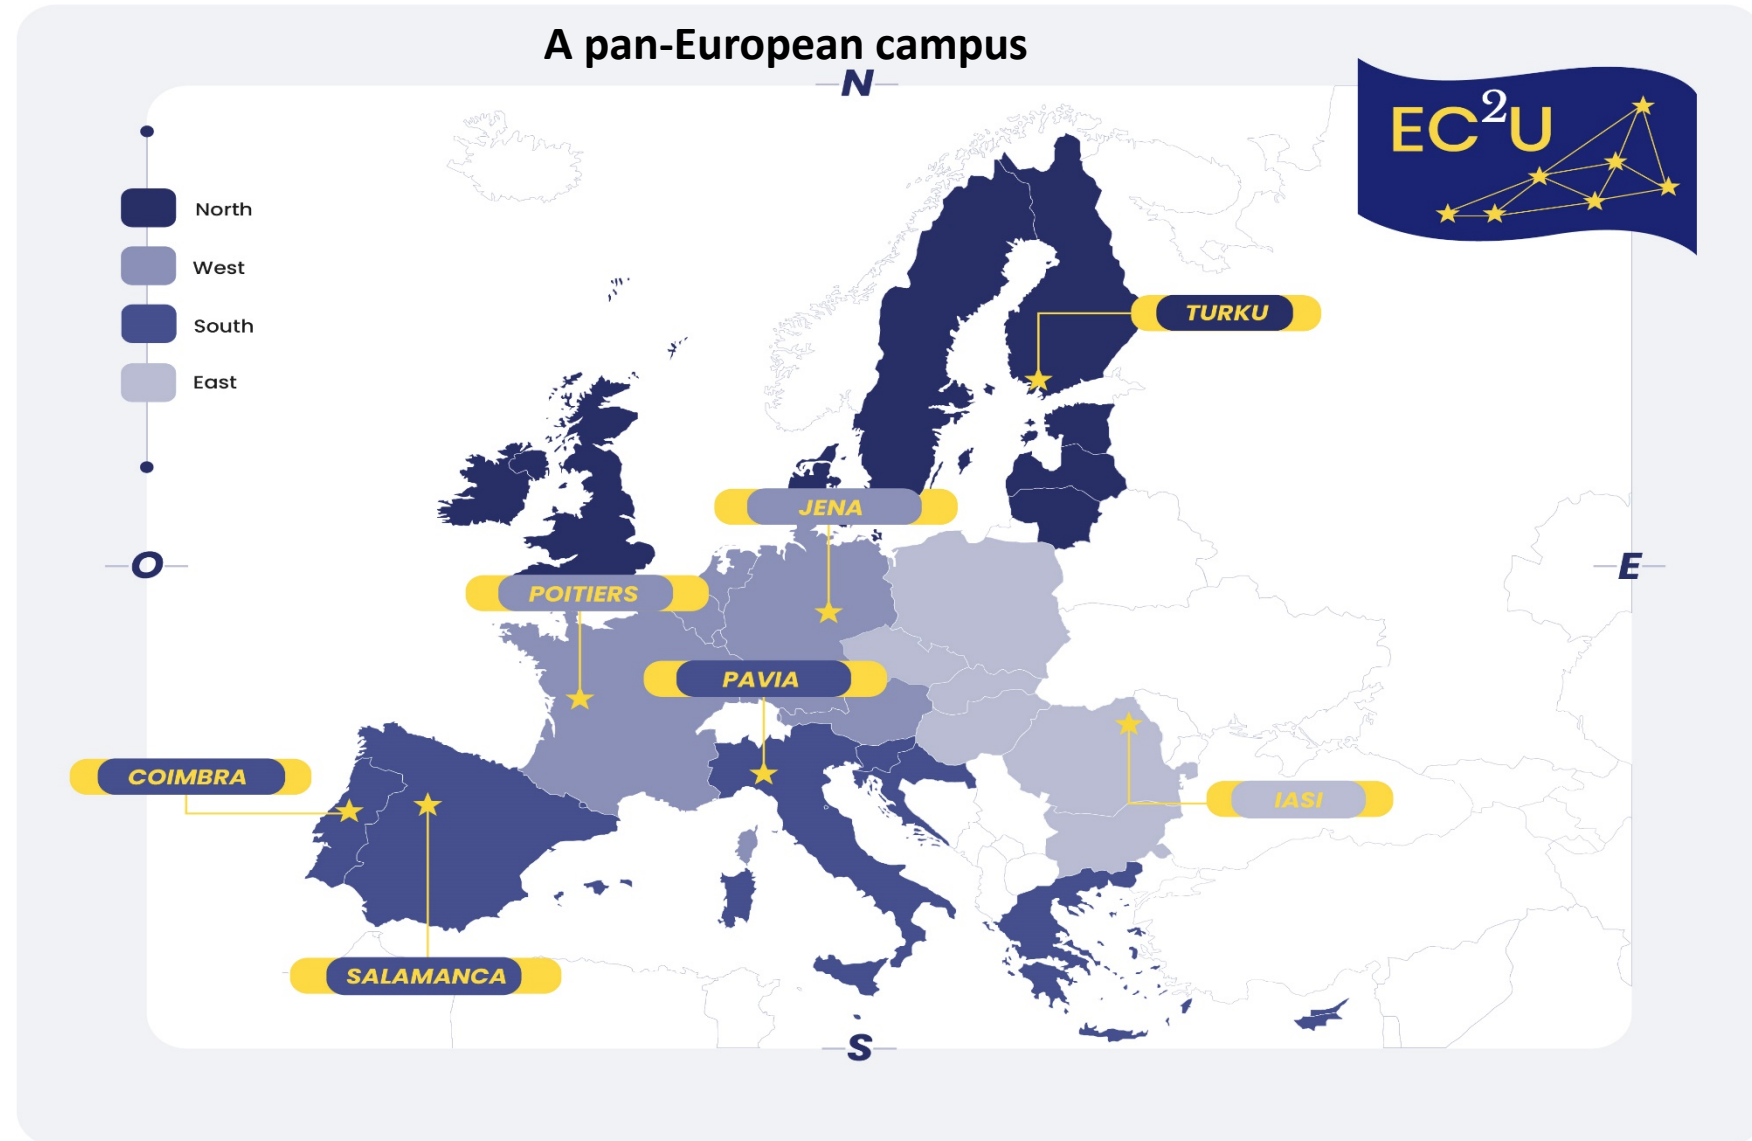 A pan-European campus
N
EC²U
North
West
South
East
TURKU
JENA
O
E
POITIERS
PAVIA
COIMBRA
IASI
SALAMANCA
S